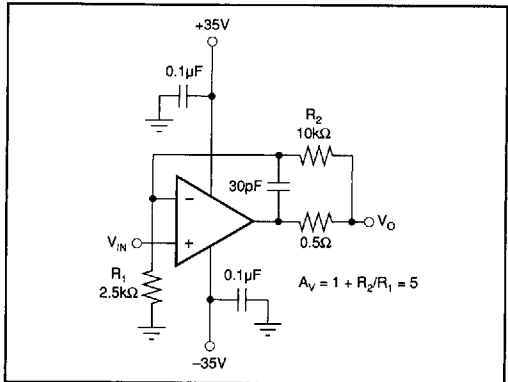 +35V
0.1µF
R2
10kΩ
30pF
−
VIN
+
VO
0.5Ω
R1
2.5kΩ
0.1µF
AV = 1 + R2/R1 = 5
−35V